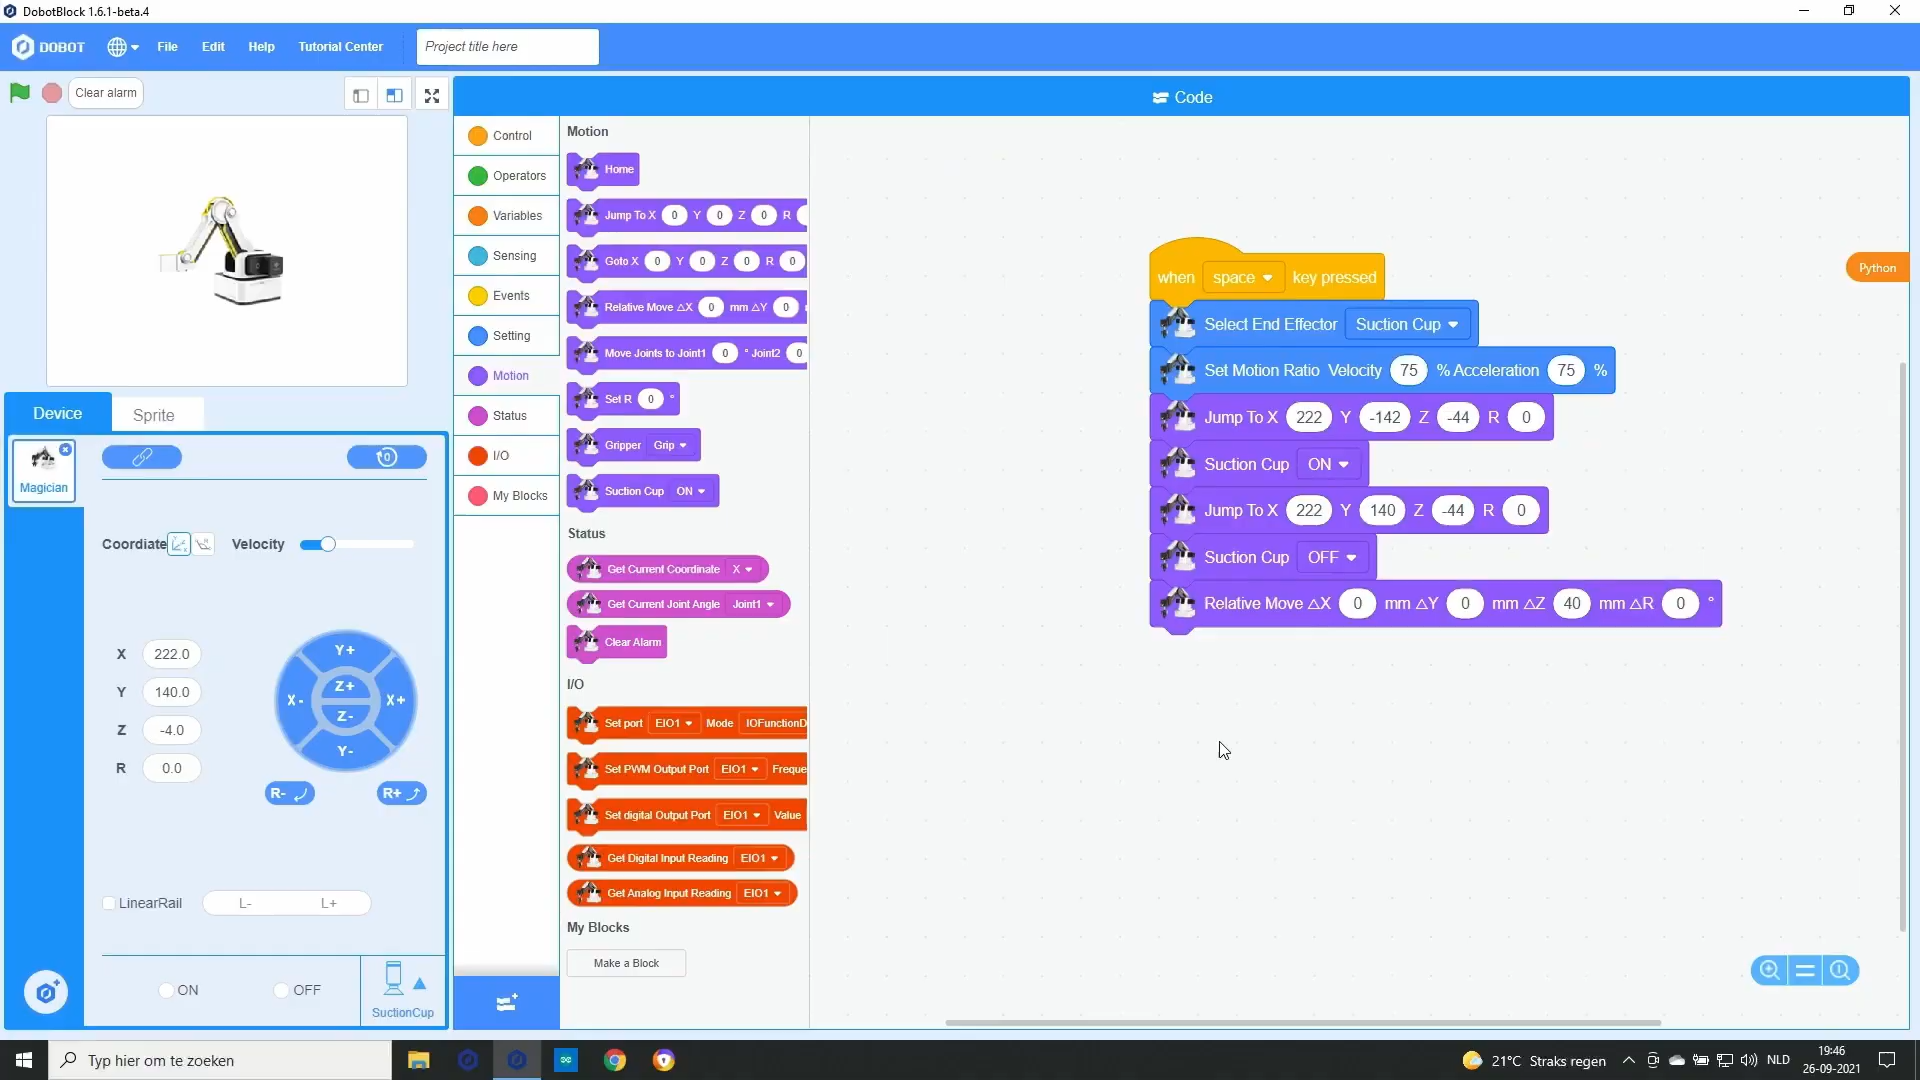 DobotBlock 1.6.1-beta.4
DOBOT File Edit Help Tutorial Center Project title here
Clear alarm
Code
Control
Operators
Variables
Sensing
Events
Setting
Motion
Status
I/O
My Blocks
Motion
Home
Jump To X 0 Y 0 Z 0 R
Goto X 0 Y 0 Z 0 R 0
Relative Move △X 0 mm △Y 0
Move Joints to Joint1 0 ° Joint2 0
Set R 0 °
Gripper Grip
Suction Cup ON
Status
Get Current Coordinate X
Get Current Joint Angle Joint1
Clear Alarm
I/O
Set port EIO1 Mode IOFunctionD
Set PWM Output Port EIO1 Freque
Set digital Output Port EIO1 Value
Get Digital Input Reading EIO1
Get Analog Input Reading EIO1
My Blocks
Make a Block
when space key pressed
Select End Effector Suction Cup
Set Motion Ratio Velocity 75 % Acceleration 75 %
Jump To X 222 Y -142 Z -44 R 0
Suction Cup ON
Jump To X 222 Y 140 Z -44 R 0
Suction Cup OFF
Relative Move △X 0 mm △Y 0 mm △Z 40 mm △R 0 °
Python
Device Sprite
Magician
Coordiate Velocity
X 222.0
Y 140.0
Z -4.0
R 0.0
Y+
X- Z+ X+
Z-
Y-
R- R+
LinearRail L- L+
ON OFF
SuctionCup
Typ hier om te zoeken
21°C Straks regen
NLD
19:46
26-09-2021